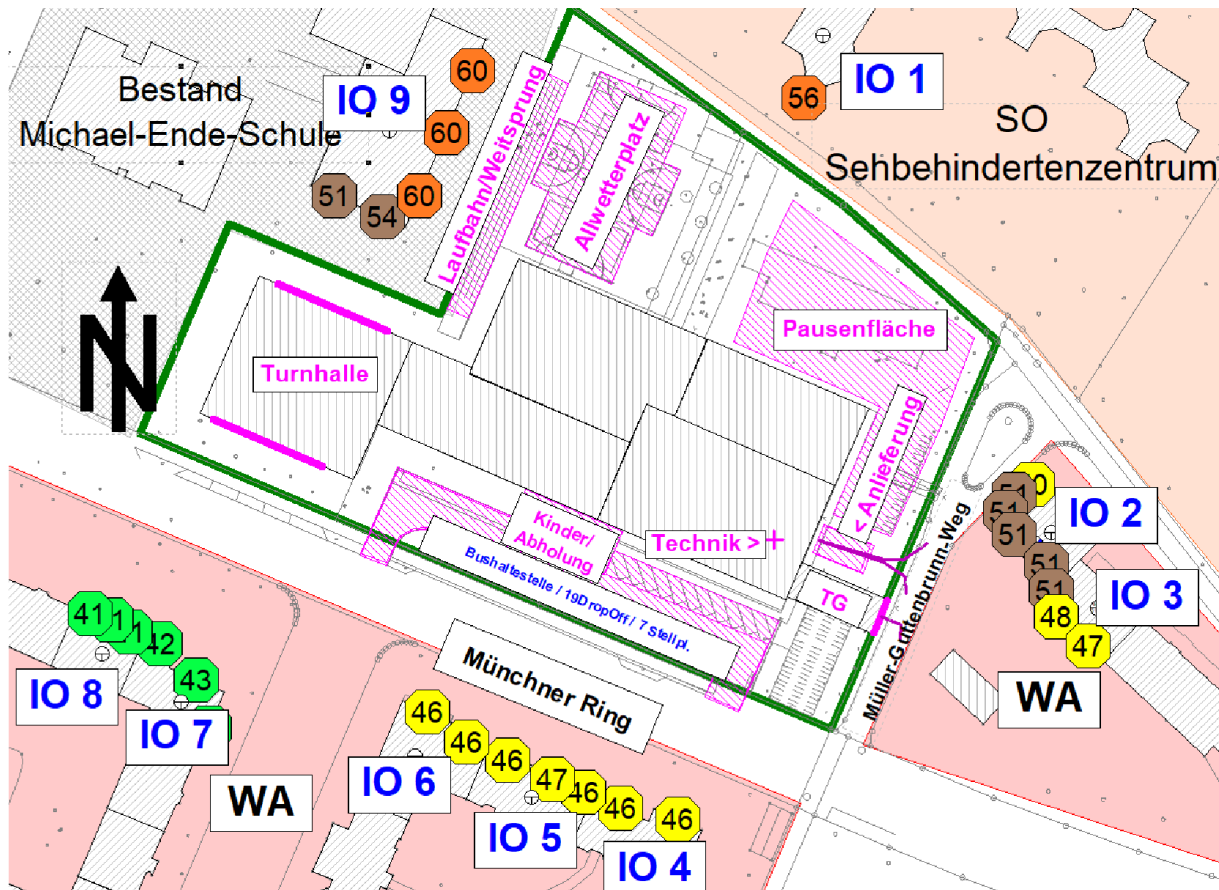 Bestand
Michael-Ende-Schule
IO 9
60
60
60
51
54
Laufbahn/Weitsprung
Allwetterplatz
56
IO 1
SO
Sehbehindertenzentrum
N
Turnhalle
Pausenfläche
< Anlieferung
Kinder/
Abholung
Technik >
Bushaltestelle / 19DropOff / 7 Stellpl.
TG
Müller-Guttenbrunn-Weg
Münchner Ring
51
51
51
51
51
48
47
IO 2
IO 3
WA
41
42
43
IO 8
IO 7
WA
46
46
46
47
46
46
46
IO 6
IO 5
IO 4